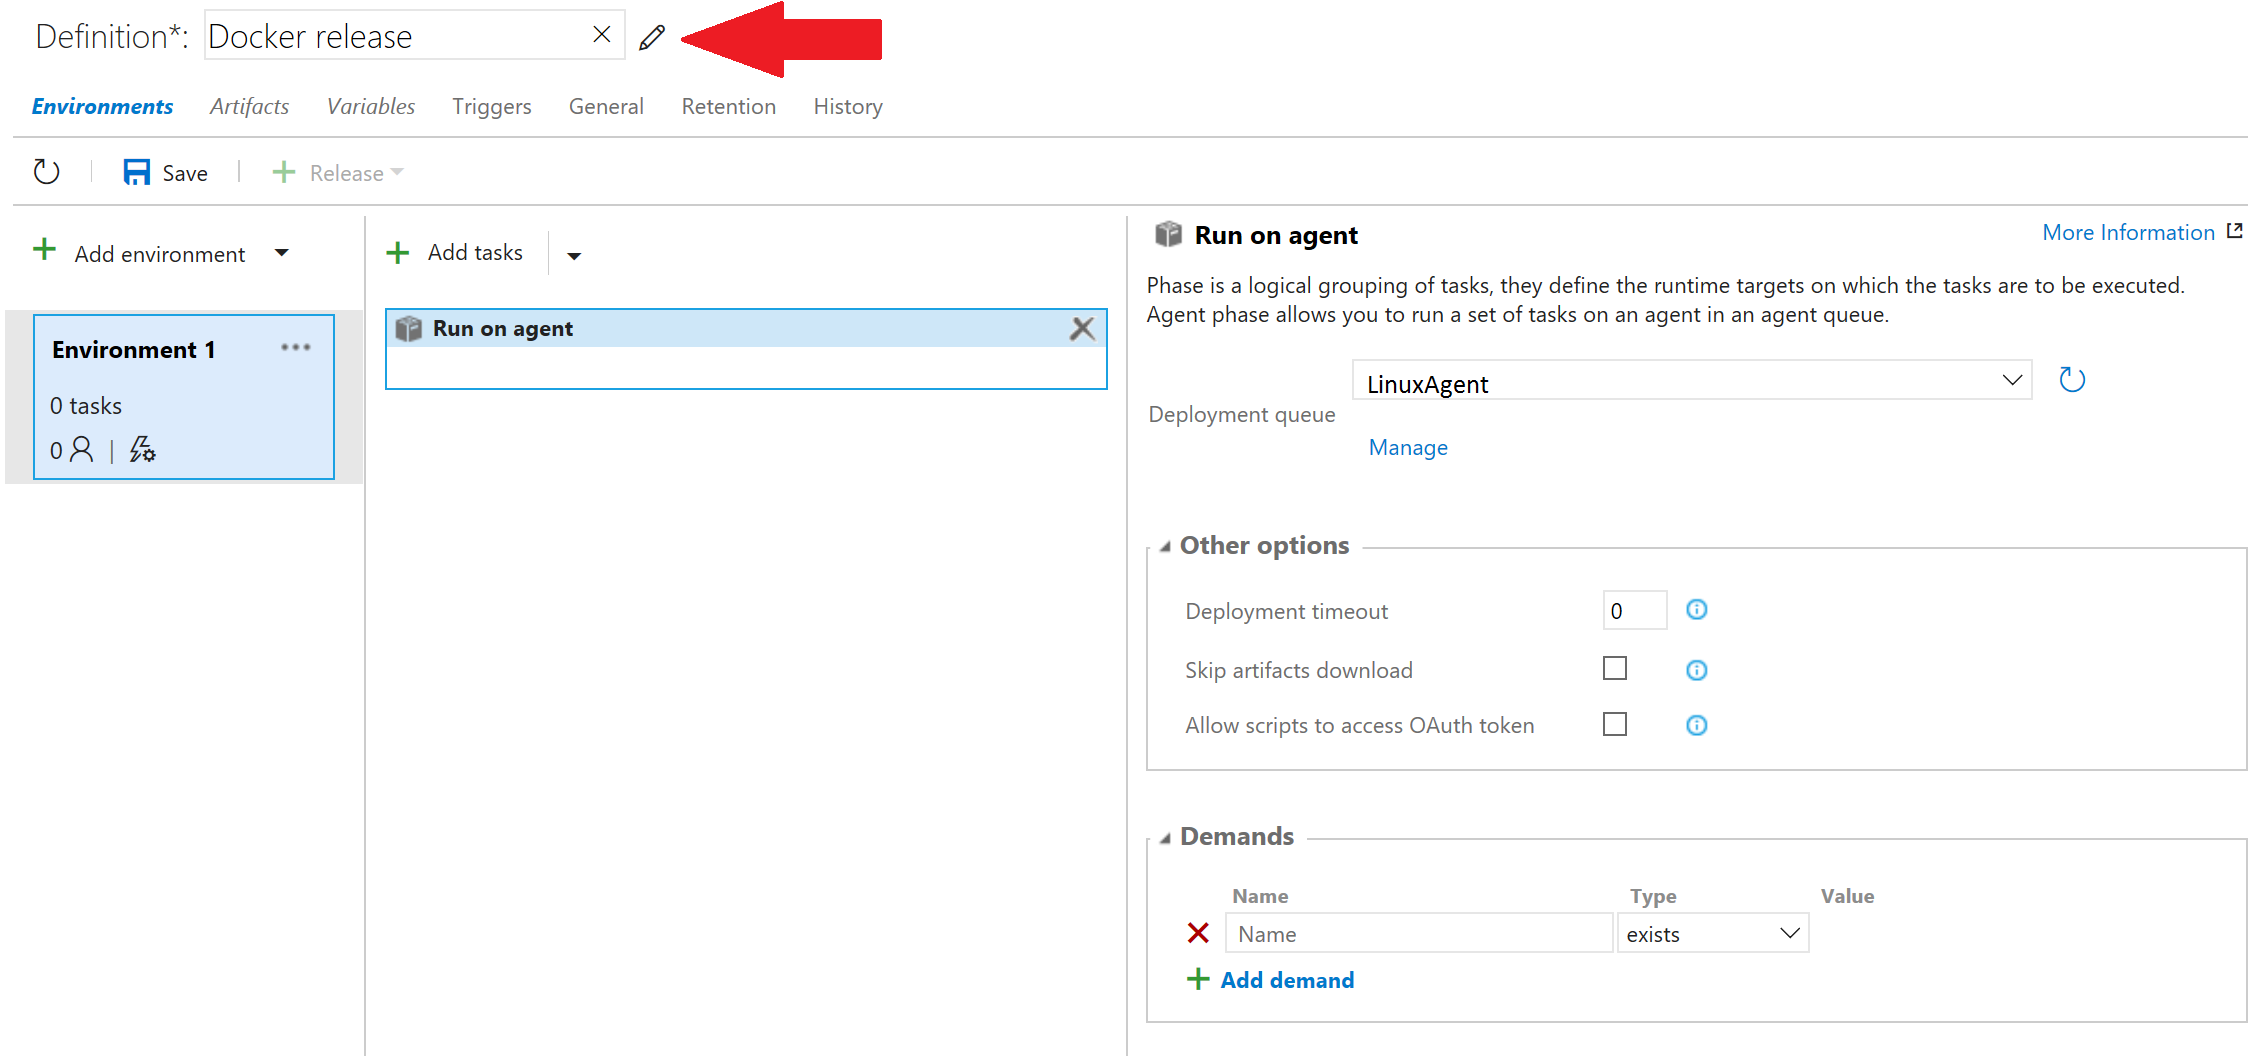 Definition*: Docker release
Environments Artifacts Variables Triggers General Retention History
Save Release
Add environment
Environment 1
0 tasks
0
Add tasks
Run on agent
Run on agent
More Information
Phase is a logical grouping of tasks, they define the runtime targets on which the tasks are to be executed.
Agent phase allows you to run a set of tasks on an agent in an agent queue.
Deployment queue
LinuxAgent
Manage
Other options
Deployment timeout 0
Skip artifacts download
Allow scripts to access OAuth token
Demands
Name Type Value
Name exists
Add demand